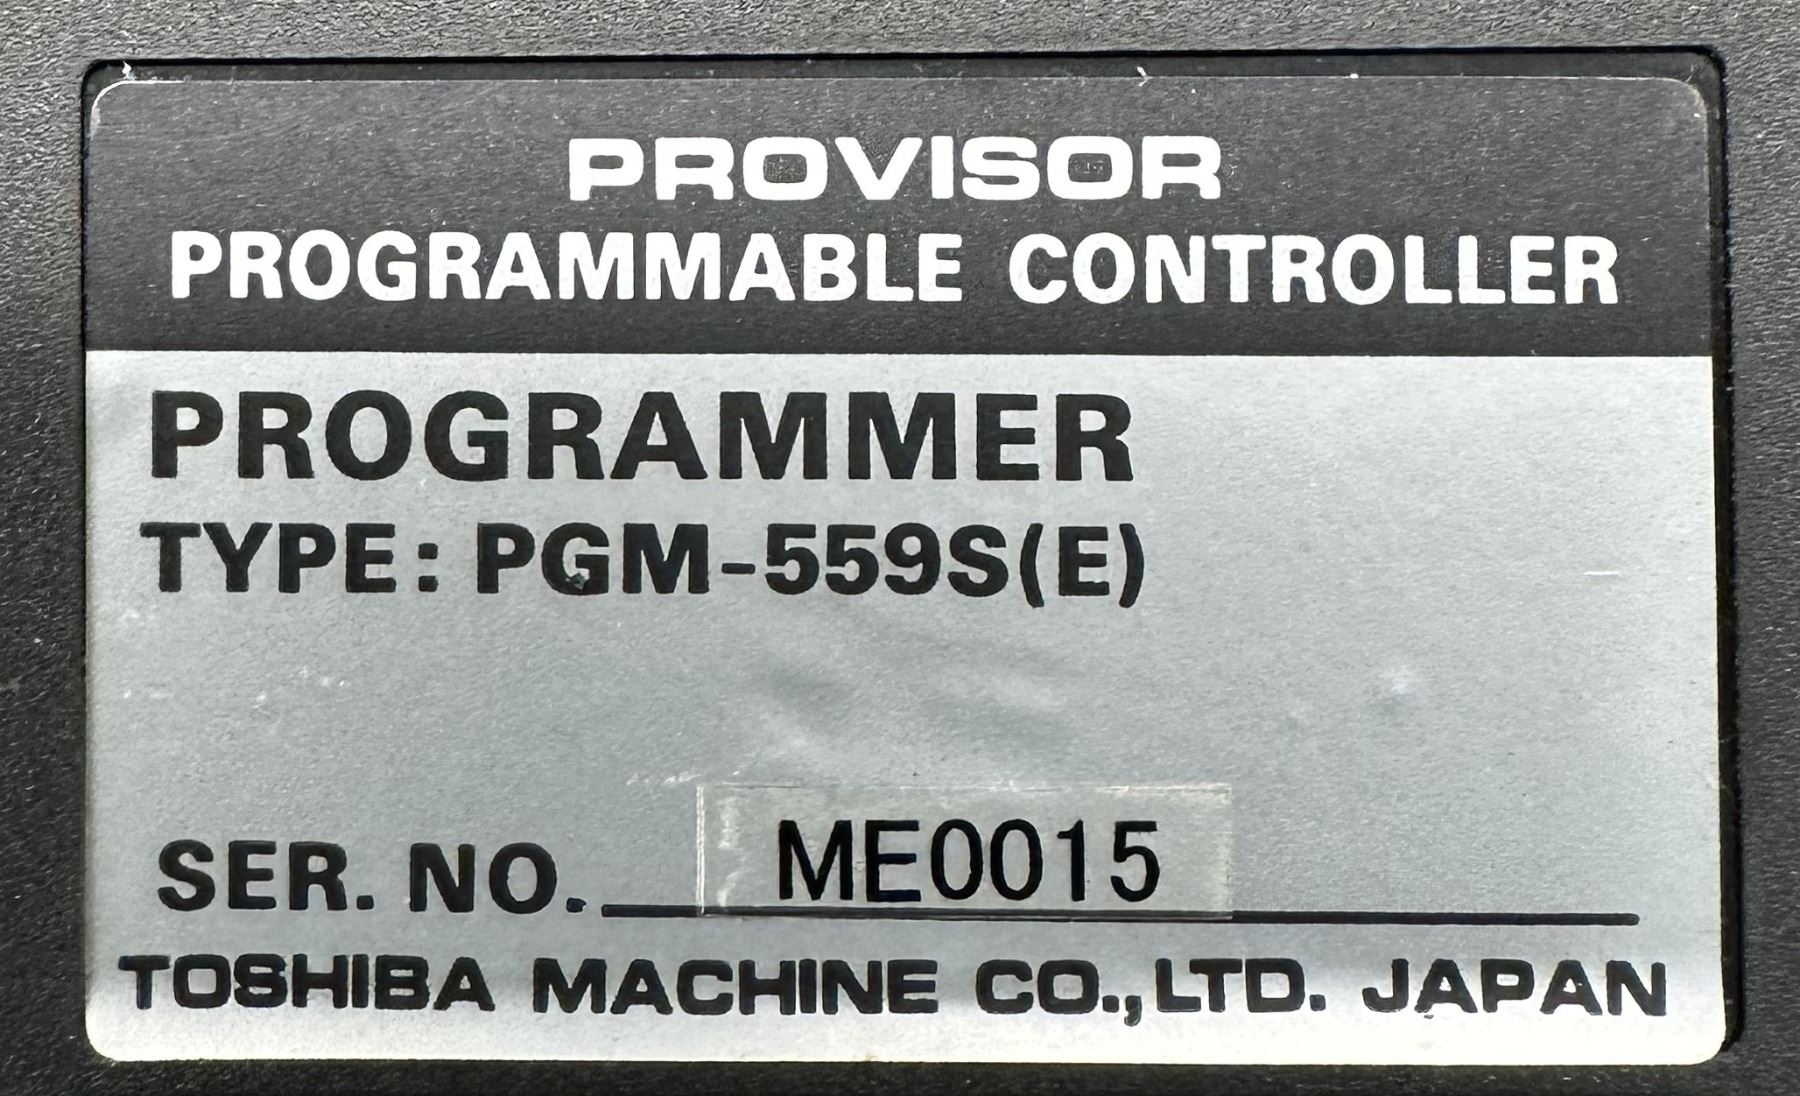 PROVISOR
PROGRAMMABLE CONTROLLER
PROGRAMMER
TYPE: PGM-559S(E)
SER. NO. ME0015
TOSHIBA MACHINE CO.,LTD. JAPAN